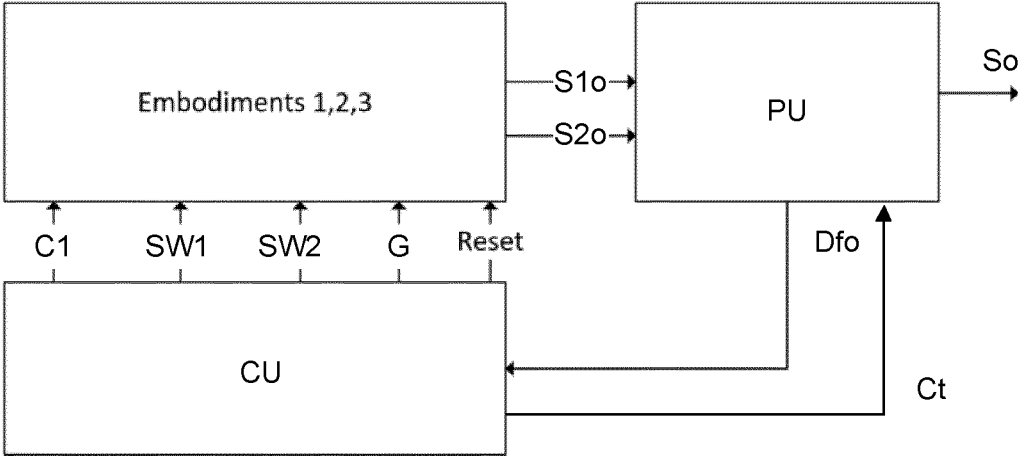 Embodiments 1,2,3
S1o
S2o
PU
So
C1
SW1
SW2
G
Reset
Dfo
CU
Ct